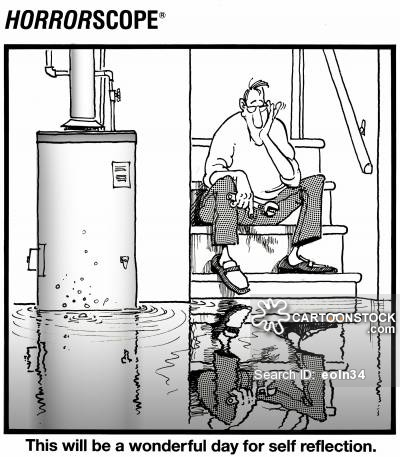 HORRORSCOPE®
CARTOONSTOCK
.com
Search ID: eoln34
This will be a wonderful day for self reflection.